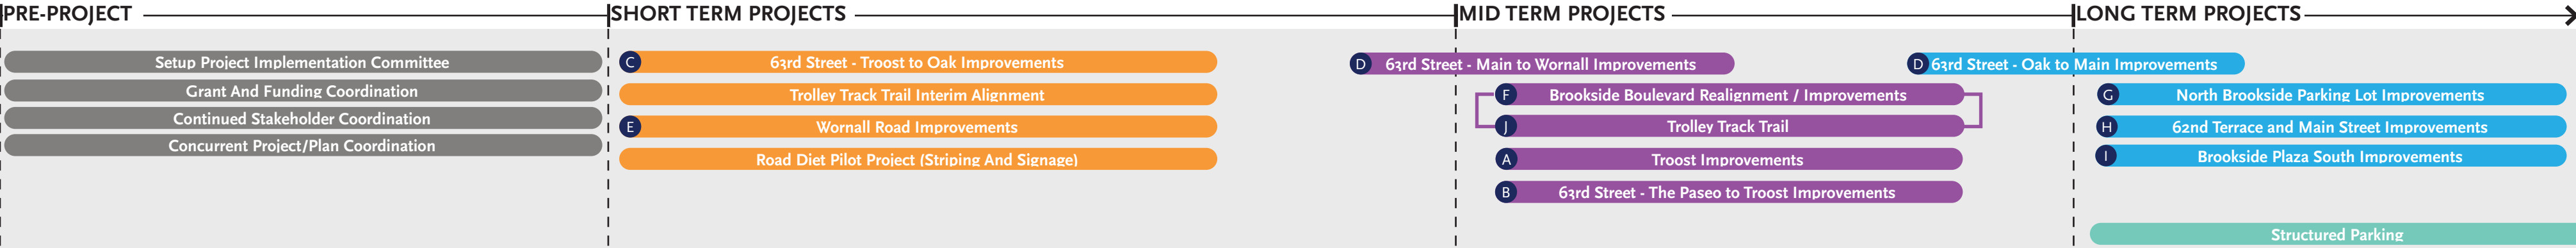 PRE-PROJECT
SHORT TERM PROJECTS
MID TERM PROJECTS
LONG TERM PROJECTS
Setup Project Implementation Committee
Grant And Funding Coordination
Continued Stakeholder Coordination
Concurrent Project/Plan Coordination
C 63rd Street - Troost to Oak Improvements
Trolley Track Trail Interim Alignment
E Wornall Road Improvements
Road Diet Pilot Project (Striping And Signage)
D 63rd Street - Main to Wornall Improvements
F Brookside Boulevard Realignment / Improvements
J Trolley Track Trail
A Troost Improvements
B 63rd Street - The Paseo to Troost Improvements
D 63rd Street - Oak to Main Improvements
G North Brookside Parking Lot Improvements
H 62nd Terrace and Main Street Improvements
I Brookside Plaza South Improvements
Structured Parking